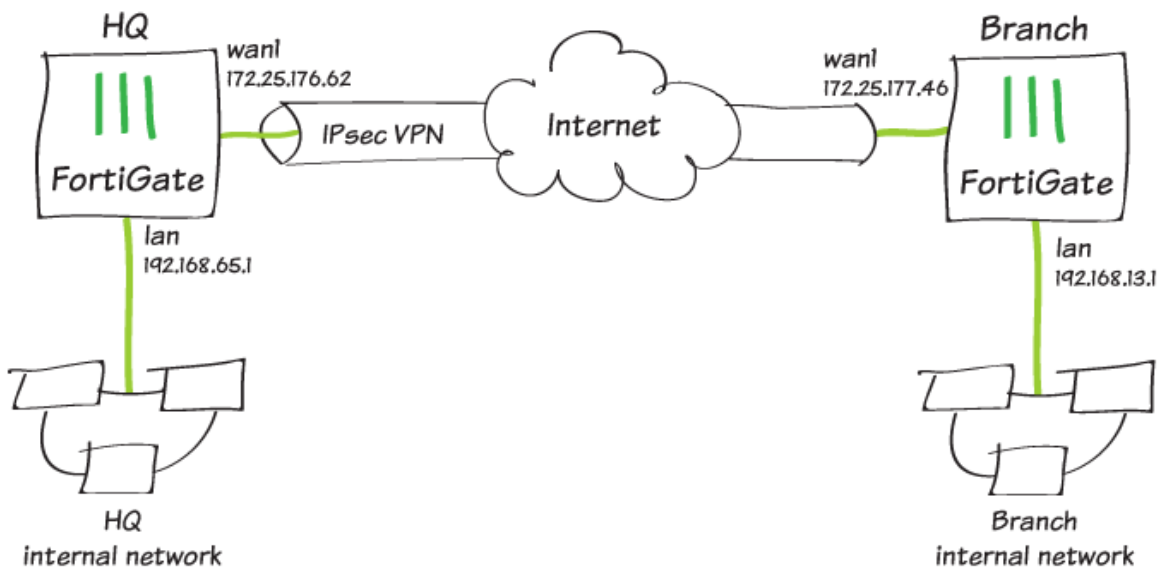 HQ
wan1
172.25.176.62
FortiGate
lan
192.168.65.1
IPsec VPN
Internet
Branch
wan1
172.25.177.46
FortiGate
lan
192.168.13.1
HQ
internal network
Branch
internal network